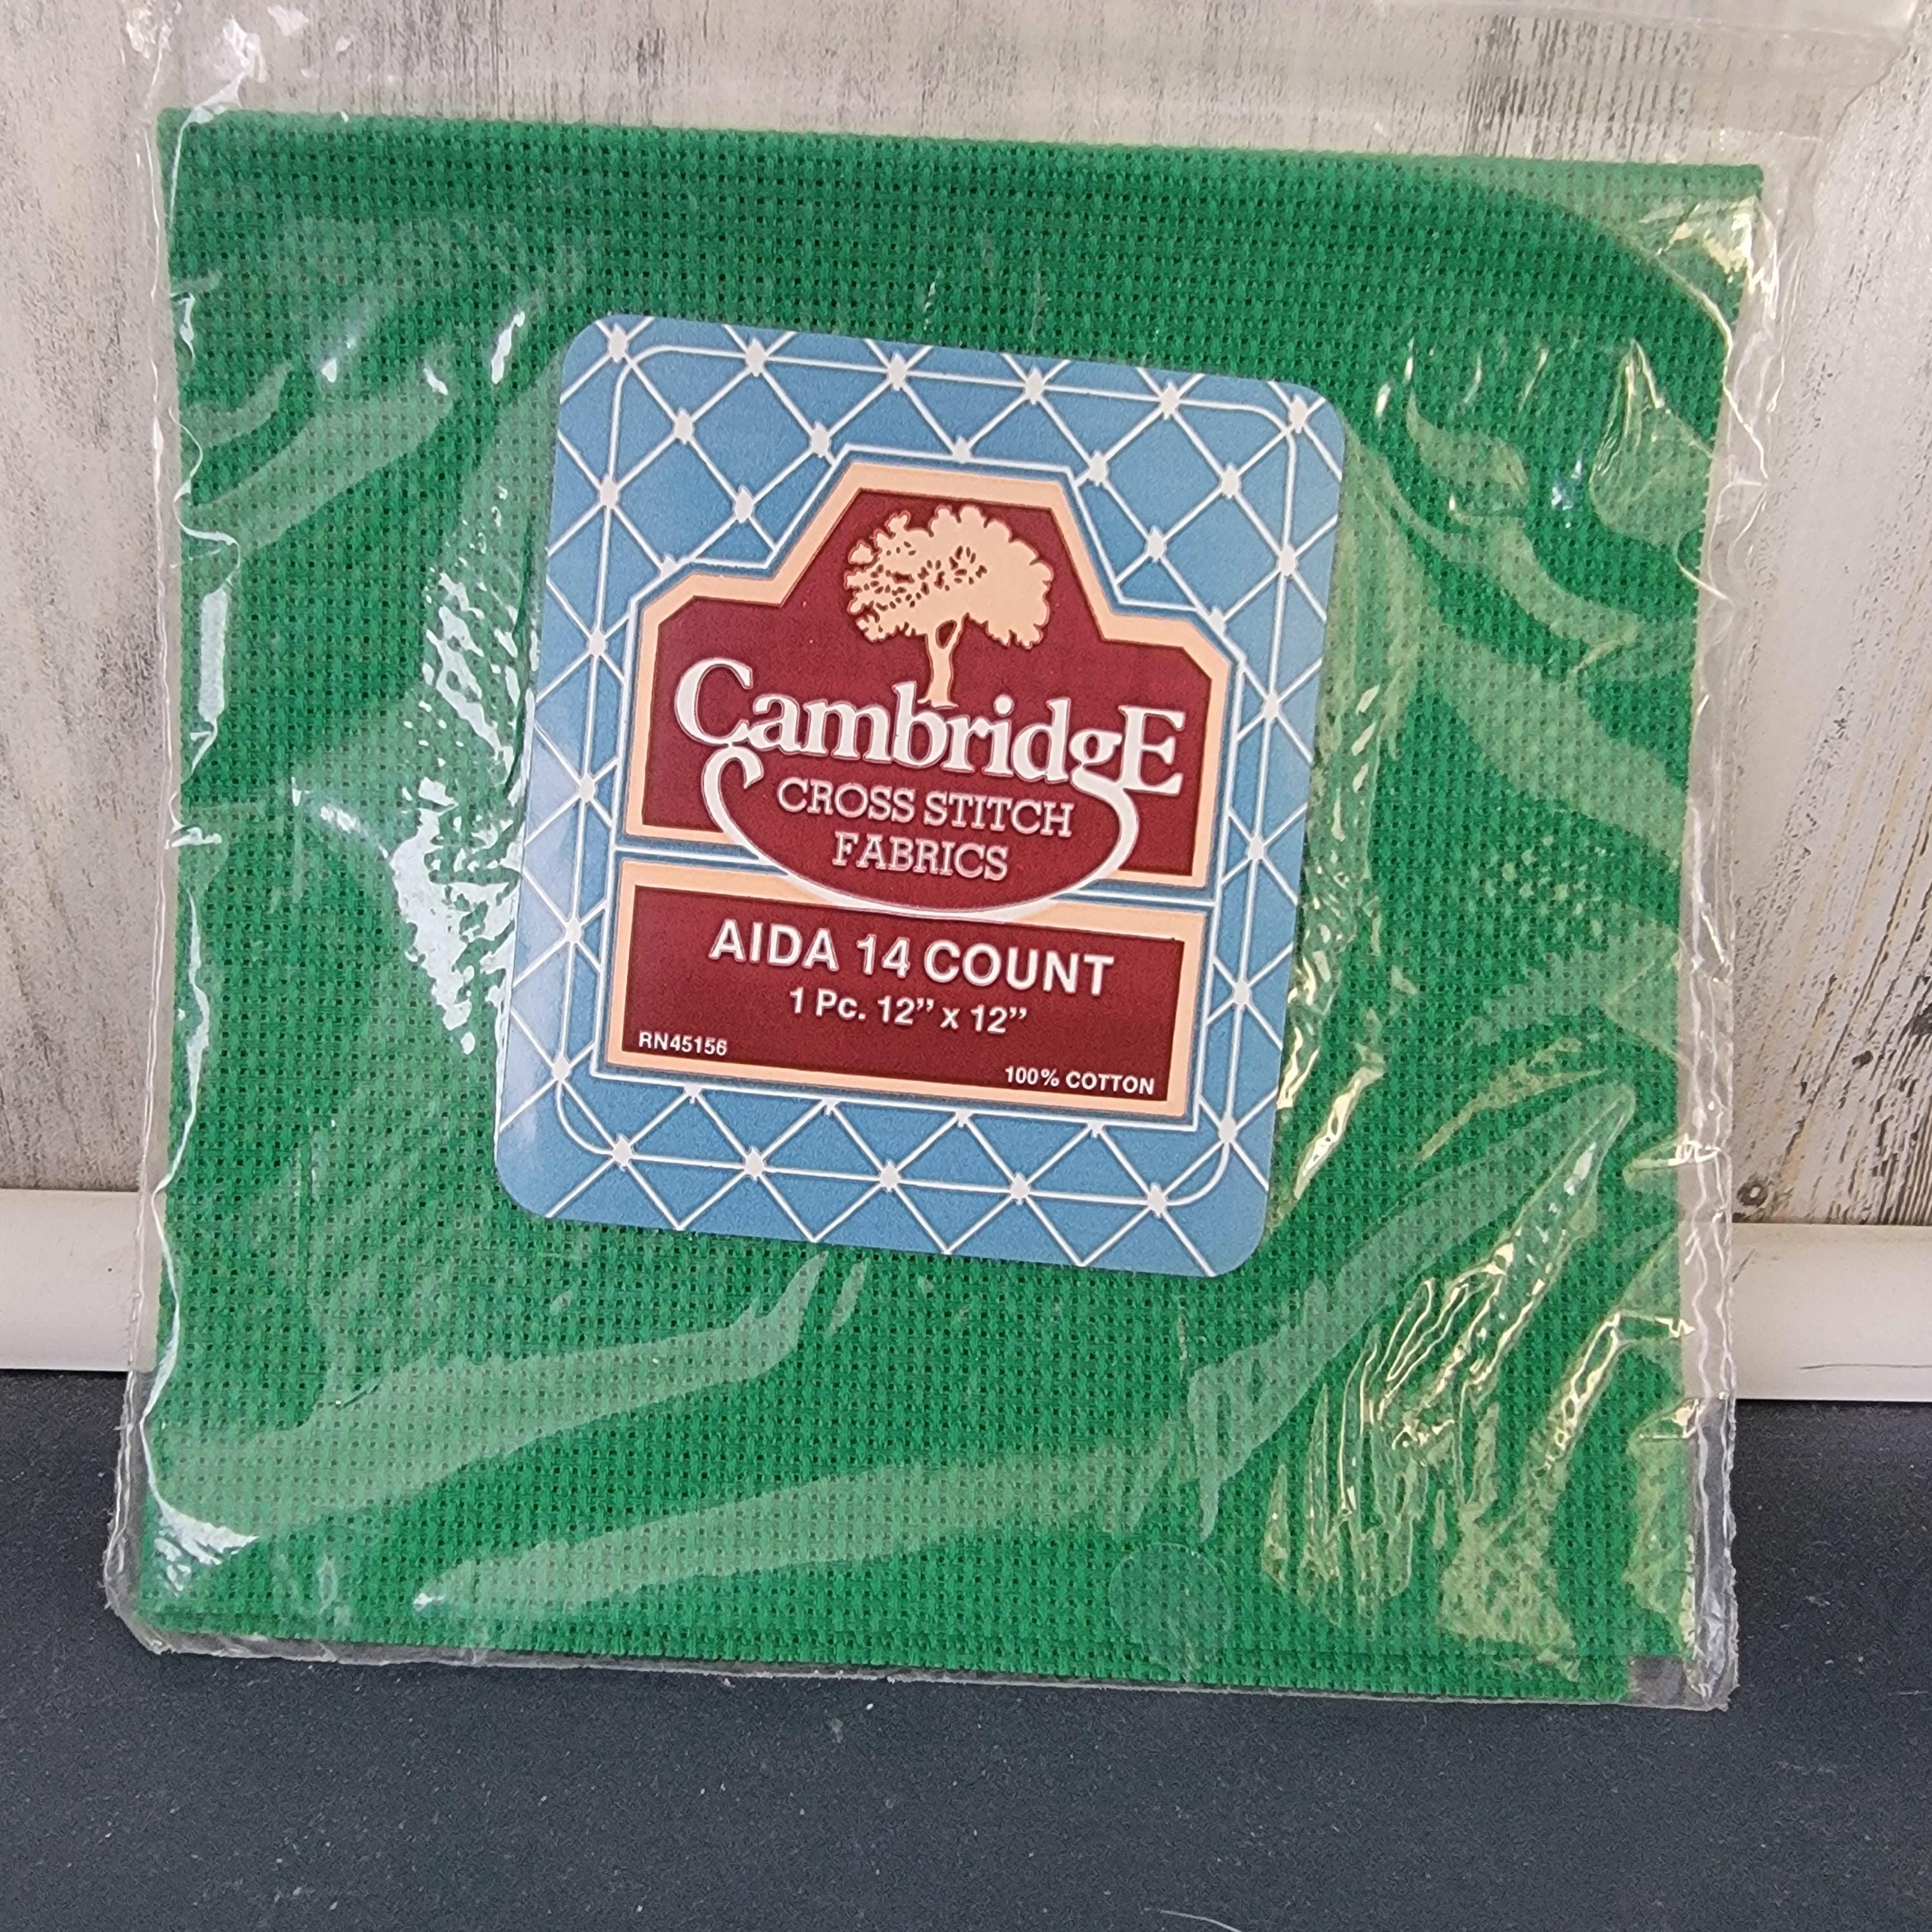 CambridgE
CROSS STITCH
FABRICS
AIDA 14 COUNT
1 Pc. 12” x 12”
RN45156
100% COTTON